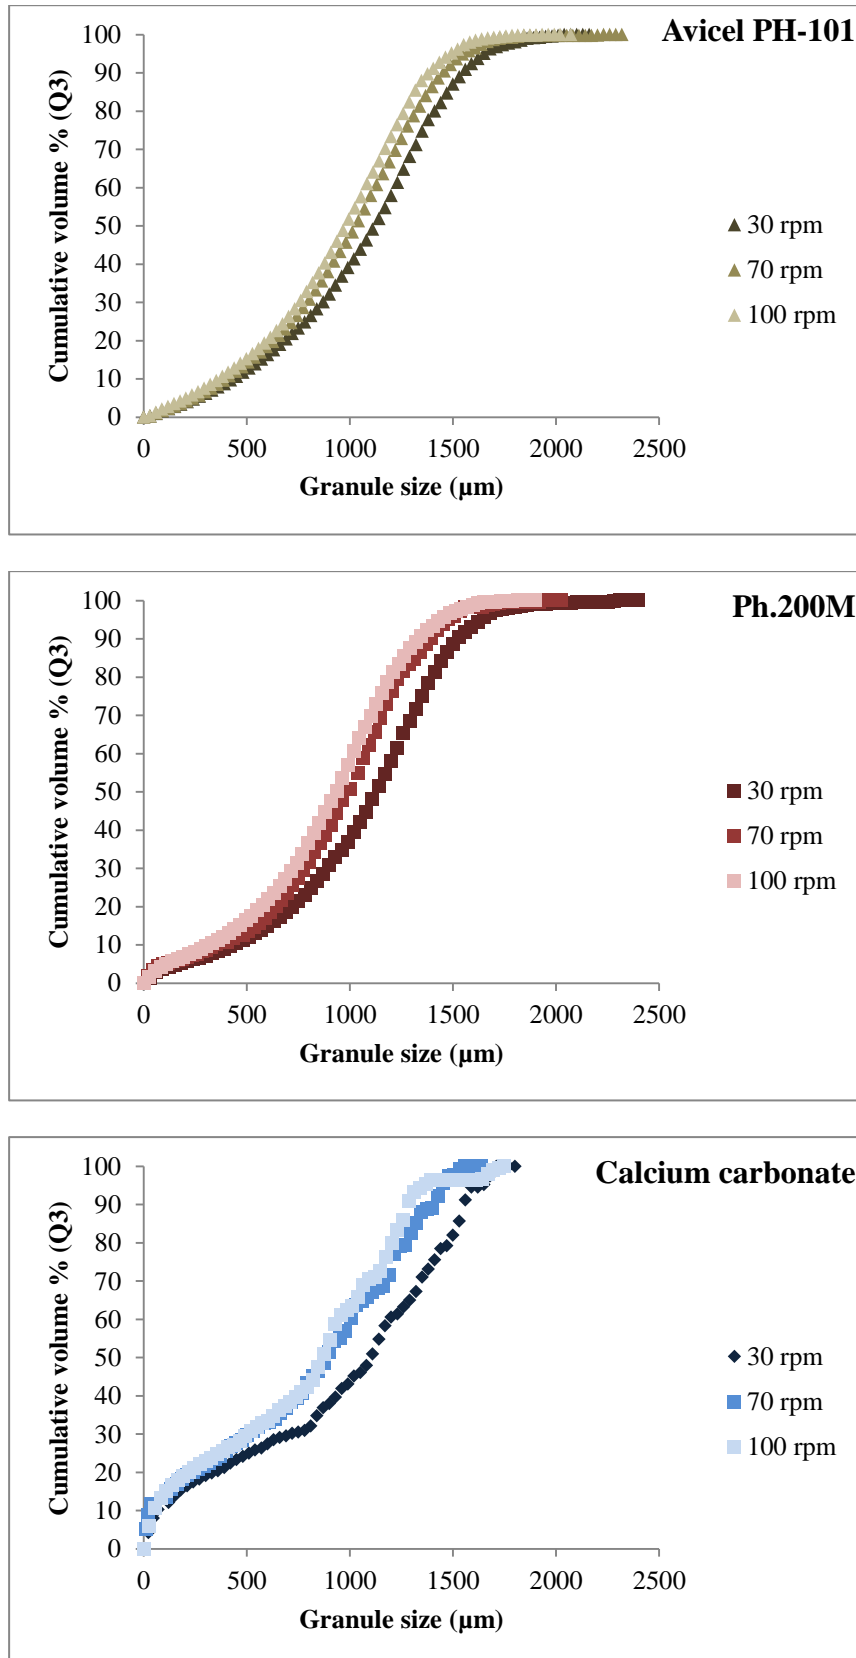 Avicel PH-101
Cumulative volume % (Q3)
100
90
80
70
60
50
40
30
20
10
0
0 500 1000 1500 2000 2500
Granule size (µm)
30 rpm
70 rpm
100 rpm
Ph.200M
Cumulative volume % (Q3)
100
90
80
70
60
50
40
30
20
10
0
0 500 1000 1500 2000 2500
Granule size (µm)
30 rpm
70 rpm
100 rpm
Calcium carbonate
Cumulative volume % (Q3)
100
90
80
70
60
50
40
30
20
10
0
0 500 1000 1500 2000 2500
Granule size (µm)
30 rpm
70 rpm
100 rpm